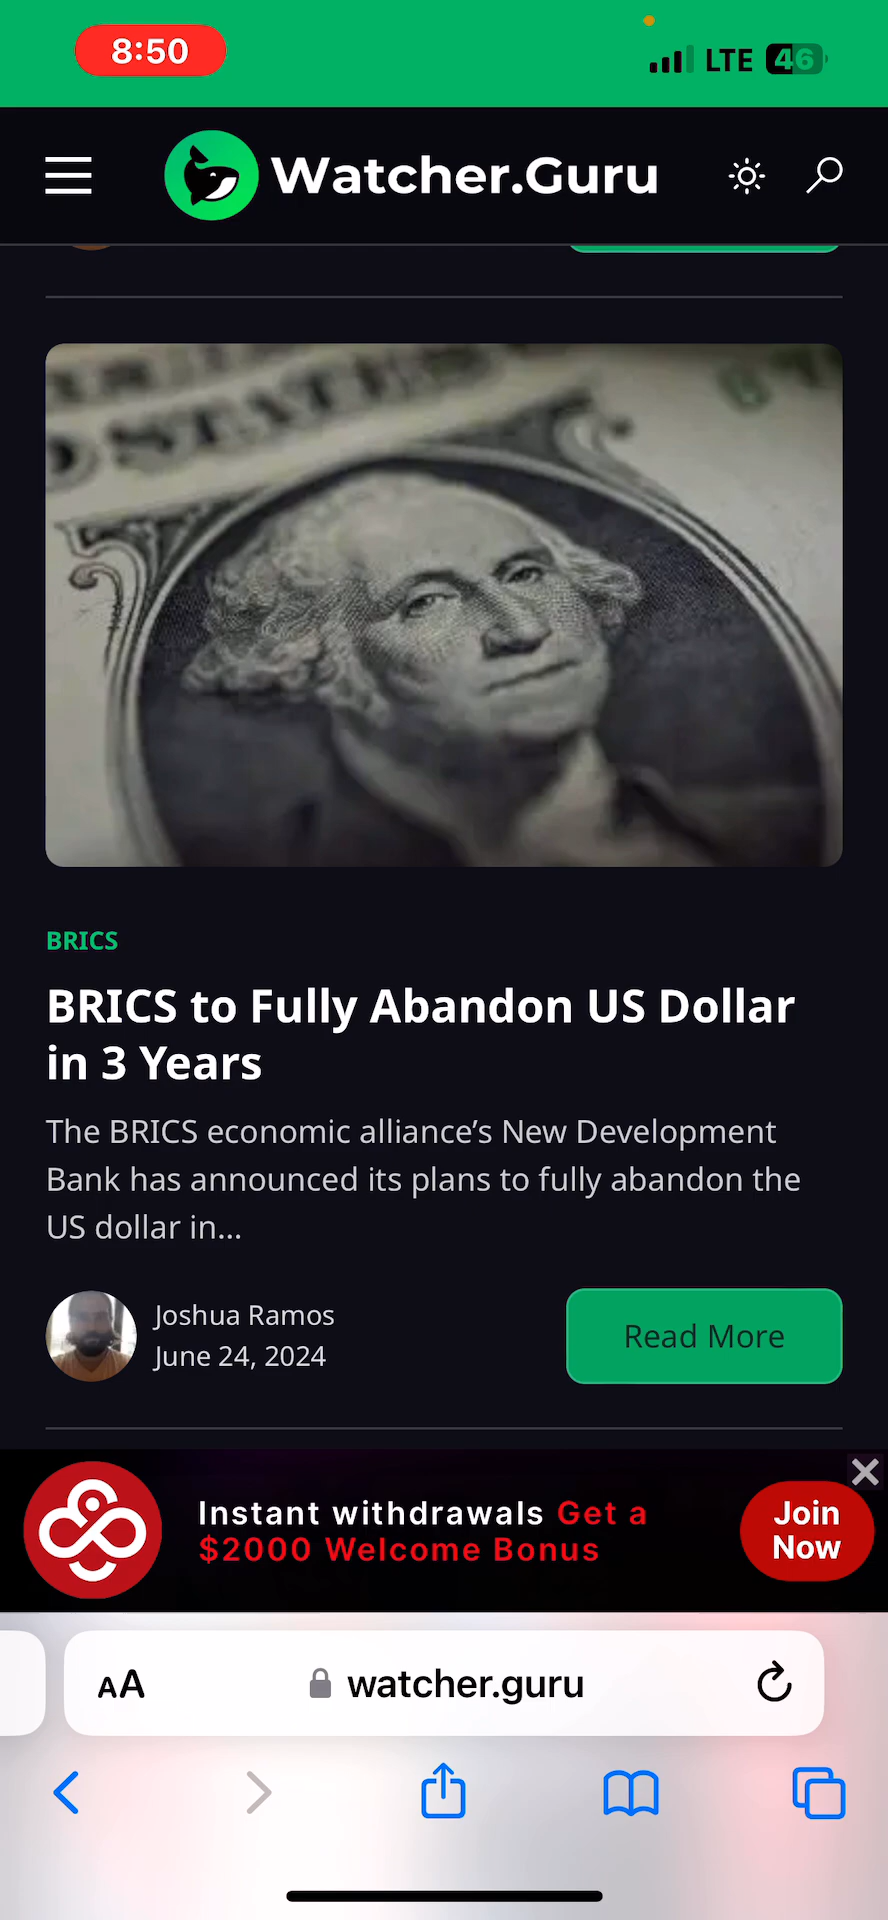 8:50
LTE 46
Watcher.Guru
D STATE
BRICS
BRICS to Fully Abandon US Dollar
in 3 Years
The BRICS economic alliance’s New Development
Bank has announced its plans to fully abandon the
US dollar in...
Joshua Ramos
June 24, 2024
Read More
Instant withdrawals Get a
$2000 Welcome Bonus
Join
Now
AA
watcher.guru